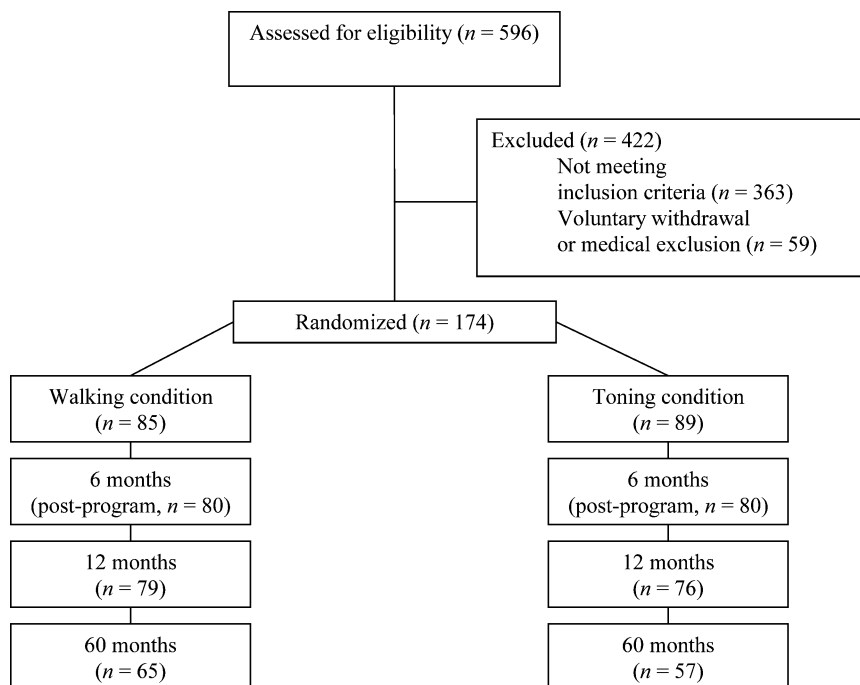 Assessed for eligibility (n = 596)
Excluded (n = 422)
Not meeting
inclusion criteria (n = 363)
Voluntary withdrawal
or medical exclusion (n = 59)
Randomized (n = 174)
Walking condition
(n = 85)
6 months
(post-program, n = 80)
12 months
(n = 79)
60 months
(n = 65)
Toning condition
(n = 89)
6 months
(post-program, n = 80)
12 months
(n = 76)
60 months
(n = 57)